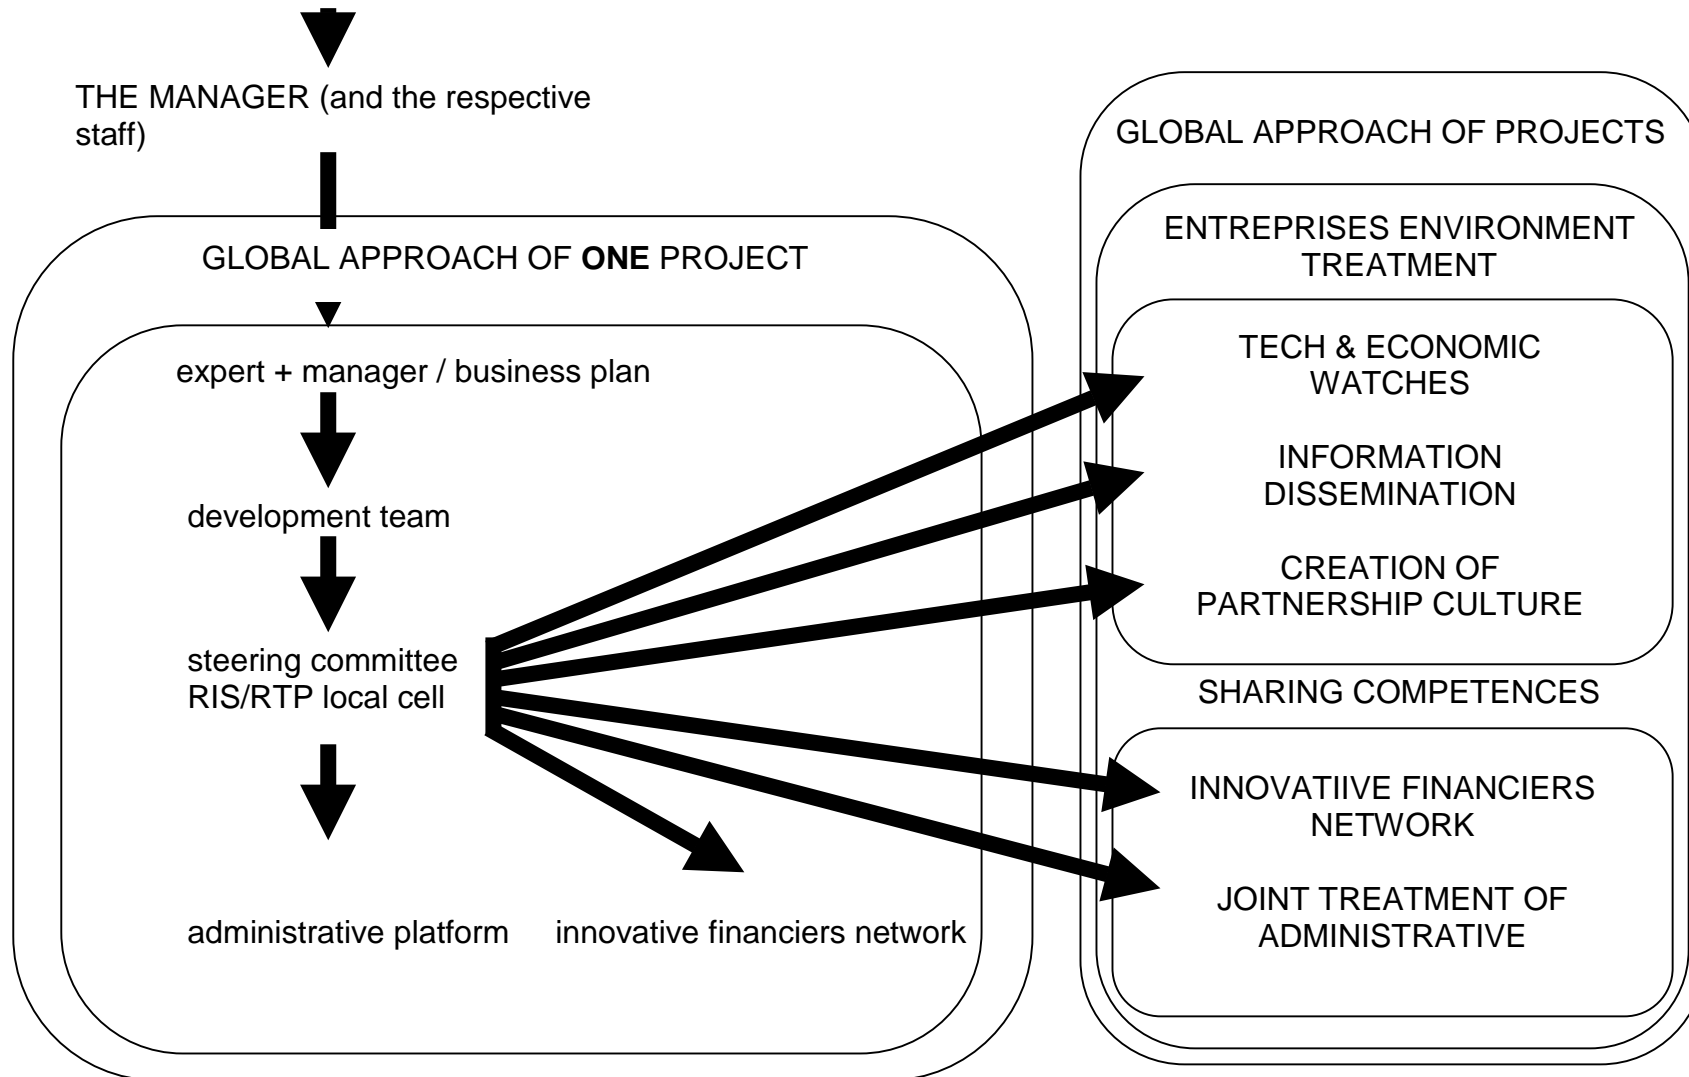 THE MANAGER (and the respective
staff)
GLOBAL APPROACH OF ONE PROJECT
expert + manager / business plan
development team
steering committee
RIS/RTP local cell
administrative platform
innovative financiers network
GLOBAL APPROACH OF PROJECTS
ENTREPRISES ENVIRONMENT
TREATMENT
TECH & ECONOMIC
WATCHES
INFORMATION
DISSEMINATION
CREATION OF
PARTNERSHIP CULTURE
SHARING COMPETENCES
INNOVATIIVE FINANCIERS
NETWORK
JOINT TREATMENT OF
ADMINISTRATIVE